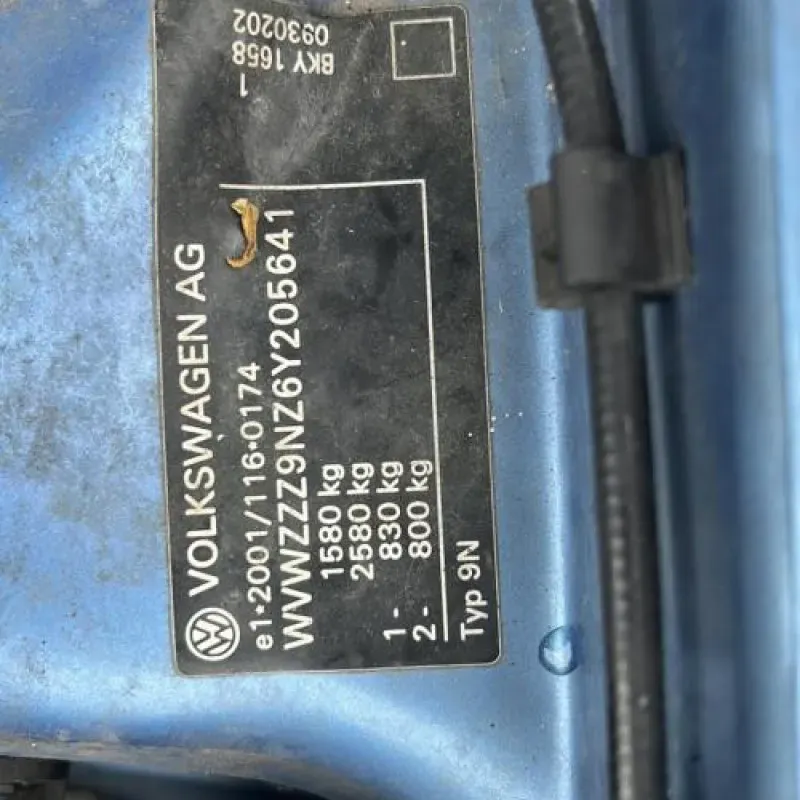 VOLKSWAGEN AG
e1*2001/116*0174
WVWZZZ9NZ6Y205641
1580 kg
2580 kg
1- 830 kg
2- 800 kg
Typ 9N
1
BKY 1658
0930202